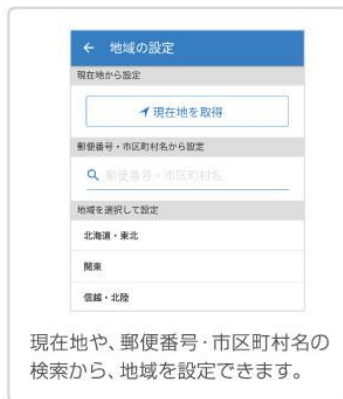 ← 地域の設定
現在地から設定
現在地を取得
郵便番号・市区町村名から設定
郵便番号・市区町村名
地域を選択して設定
北海道・東北
関東
信越・北陸
現在地や、郵便番号・市区町村名の
検索から、地域を設定できます。